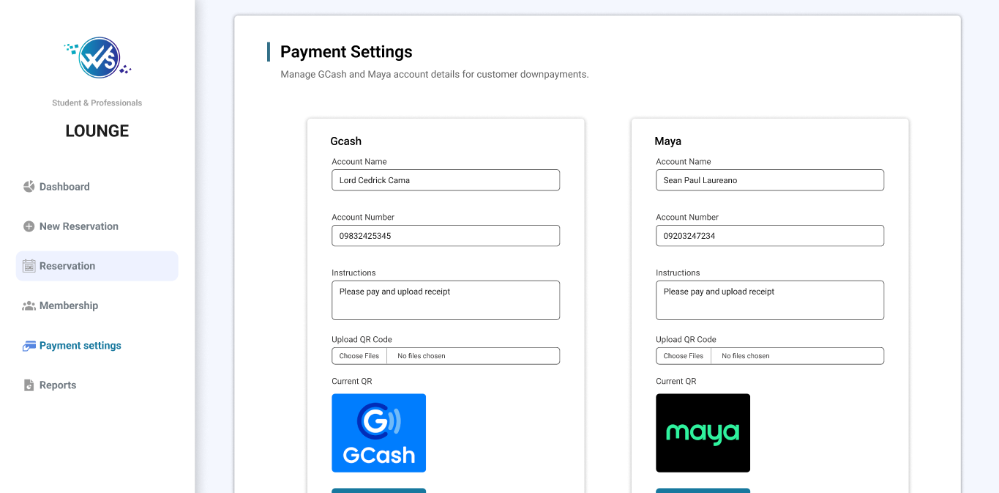 WS
Student & Professionals
LOUNGE
Dashboard
New Reservation
Reservation
Membership
Payment settings
Reports
Payment Settings
Manage GCash and Maya account details for customer downpayments.
Gcash
Account Name
Lord Cedrick Cama
Account Number
09832425345
Instructions
Please pay and upload receipt
Upload QR Code
Choose Files No files chosen
Current QR
G
GCash
Maya
Account Name
Sean Paul Laureano
Account Number
09203247234
Instructions
Please pay and upload receipt
Upload QR Code
Choose Files No files chosen
Current QR
maya